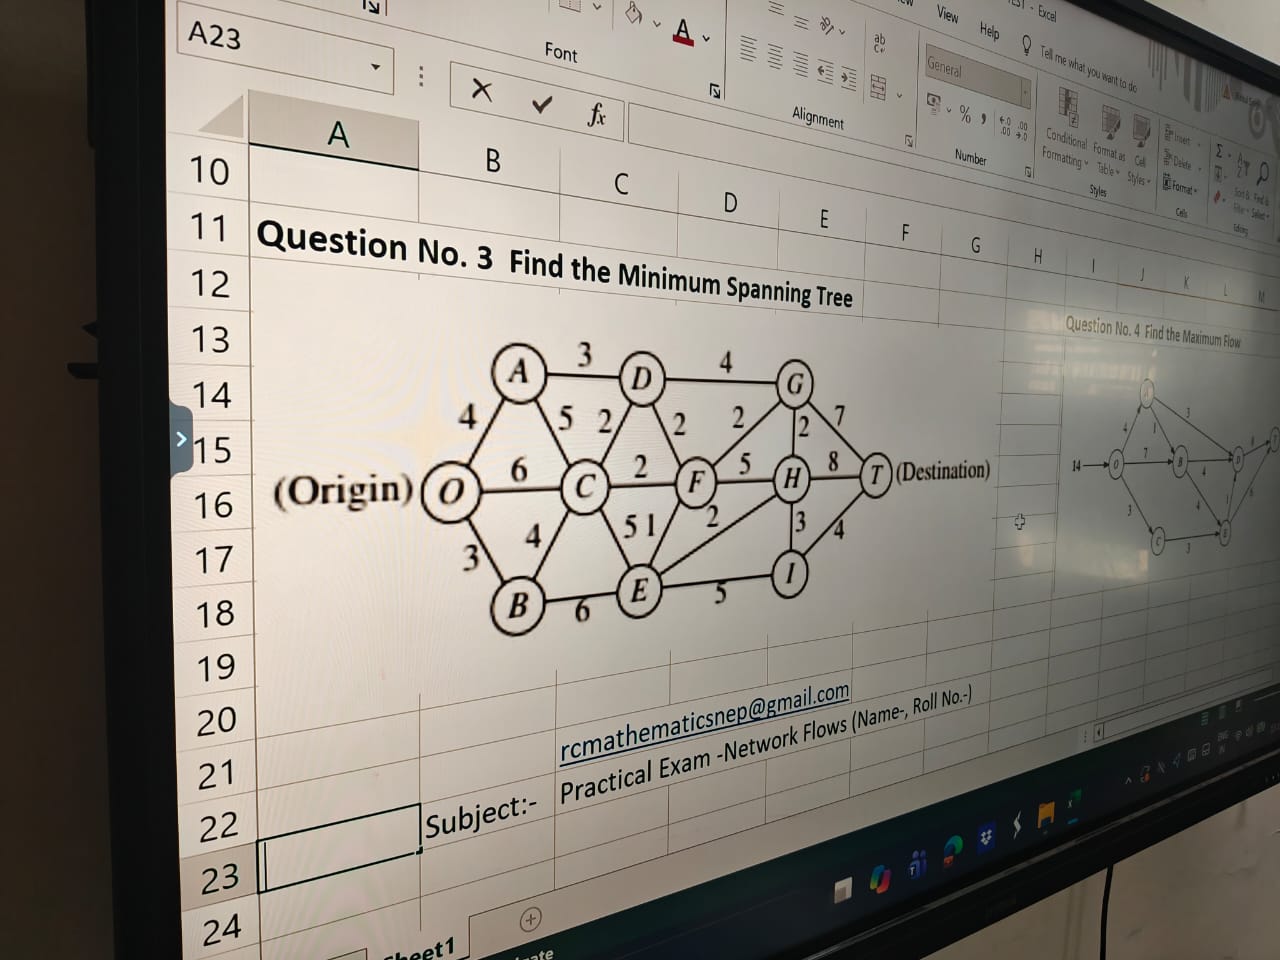 Excel
View
Help
Tell me what you want to do
A23
Font
Alignment
General
Number
Conditional Formatting
Format as Table
Cell Styles
Styles
Insert
Delete
Format
Cells
Editing
A B C D E F G H I J K L M
10
11
12
13
14
15
16
17
18
19
20
21
22
23
24
Question No. 3 Find the Minimum Spanning Tree
A 3 D 4 G
4 5 2 2 2 2 7
(Origin) O 6 C 2 F 5 H 8 T (Destination)
3 4 5 1 2 3 4
B 6 E 5 I
Question No. 4 Find the Maximum Flow
14
rcmathematicsnep@gmail.com
Subject:- Practical Exam -Network Flows (Name-, Roll No.-)